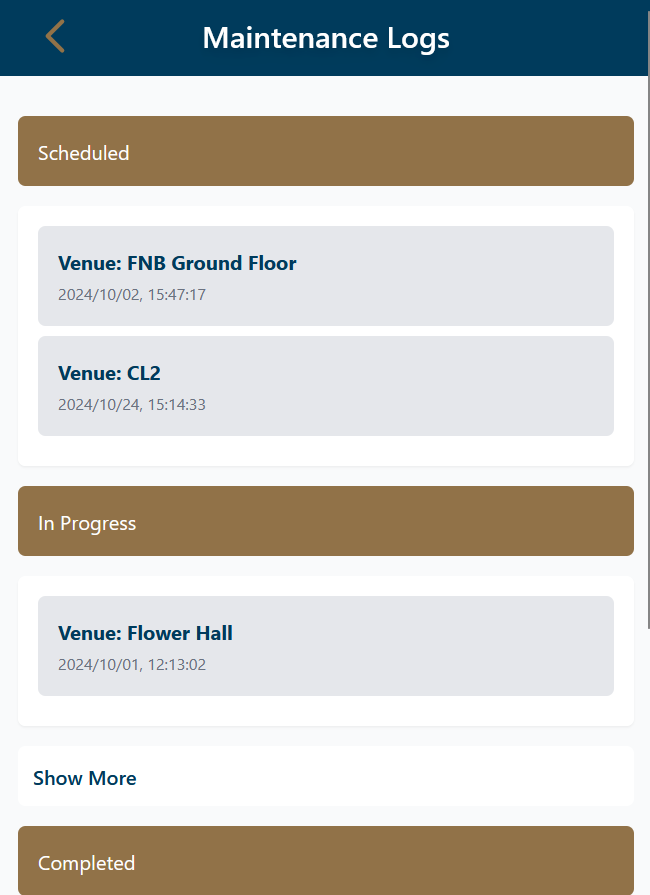 Maintenance Logs
Scheduled
Venue: FNB Ground Floor
2024/10/02, 15:47:17
Venue: CL2
2024/10/24, 15:14:33
In Progress
Venue: Flower Hall
2024/10/01, 12:13:02
Show More
Completed